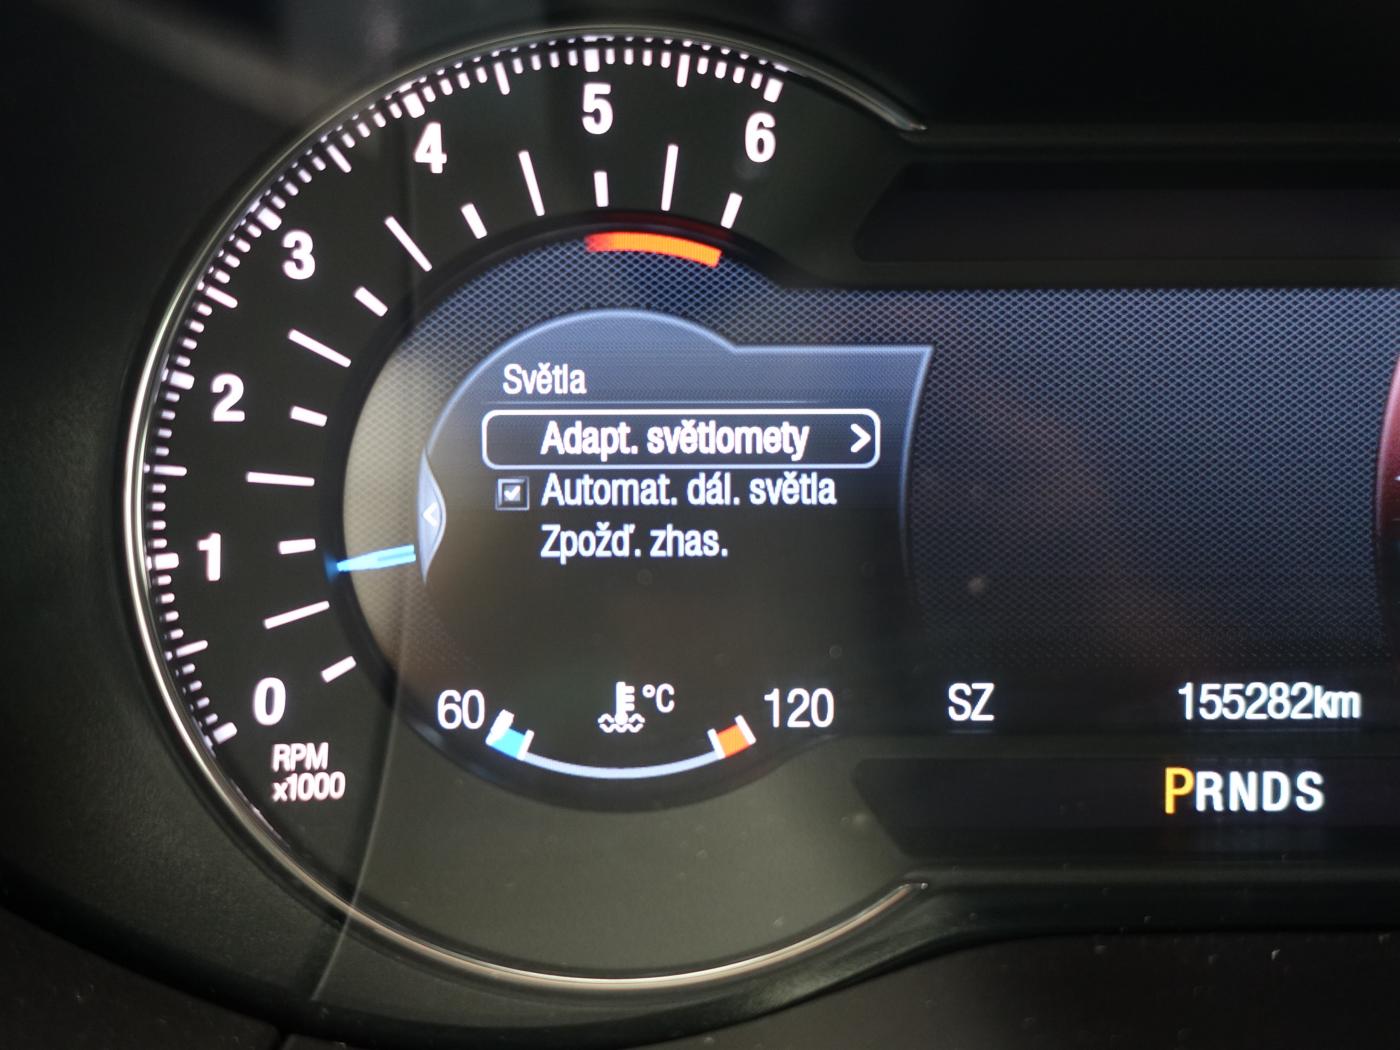 5
4
6
3
2
1
0
RPM
x1000
Světla
Adapt. světlomety >
Automat. dál. světla
Zpožď. zhas.
60 °C 120
SZ 155282km
PRNDS